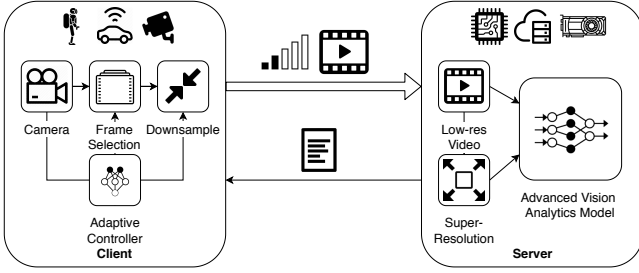 Camera
Frame
Selection
Downsample
Adaptive
Controller
Client
Low-res
Video
Super-
Resolution
Advanced Vision
Analytics Model
Server